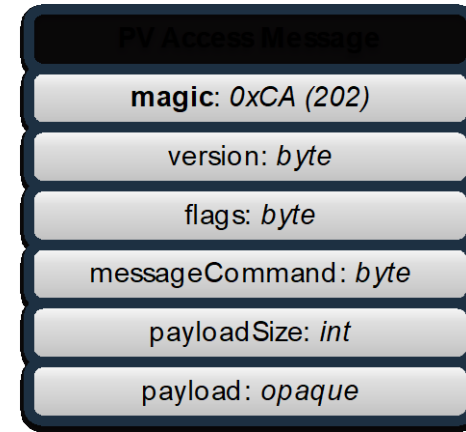 PV Access Message
magic: 0xCA (202)
version: byte
flags: byte
messageCommand: byte
payloadSize: int
payload: opaque